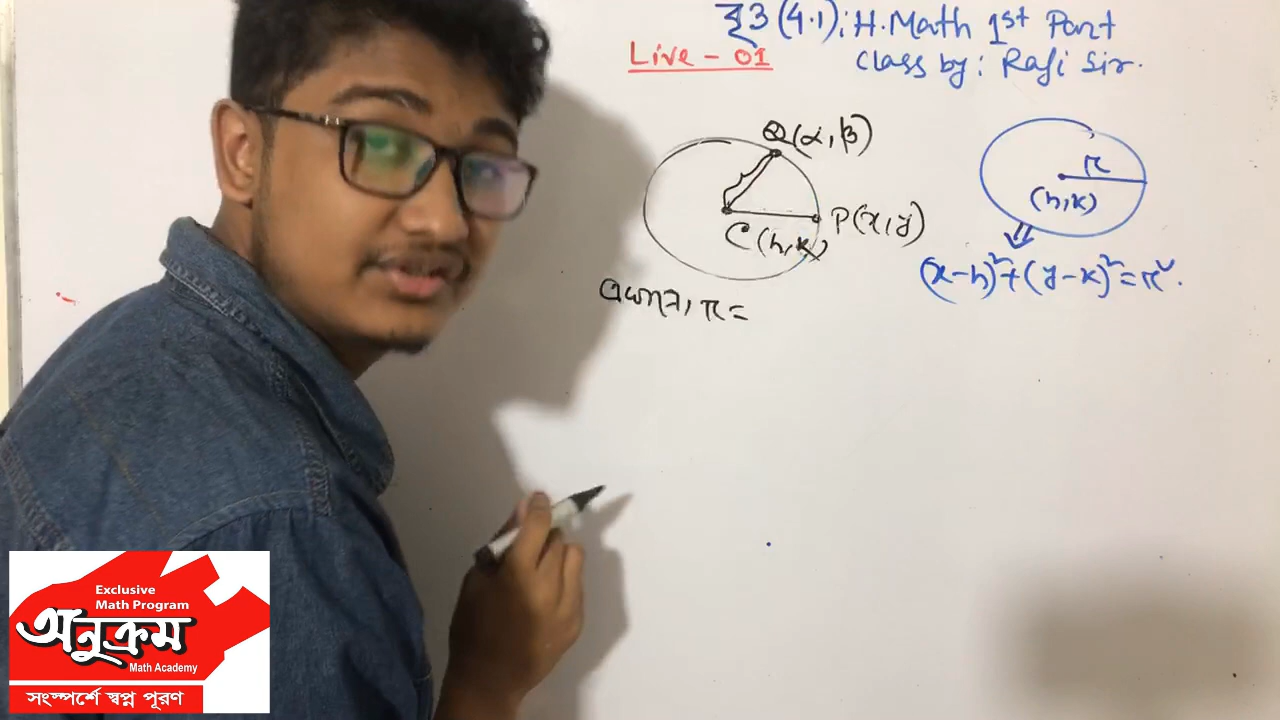 বৃত্ত (4.1): H.Math 1st Part
Live - 01
Class by: Rafi Sir.
Q(α, β)
P(x, y)
C(h, k)
r
(h, k)
(x-h)²+(y-k)²=r².
এখানে, r =
Exclusive
Math Program
অনুক্রম
Math Academy
সংস্পর্শে স্বপ্ন পূরণ